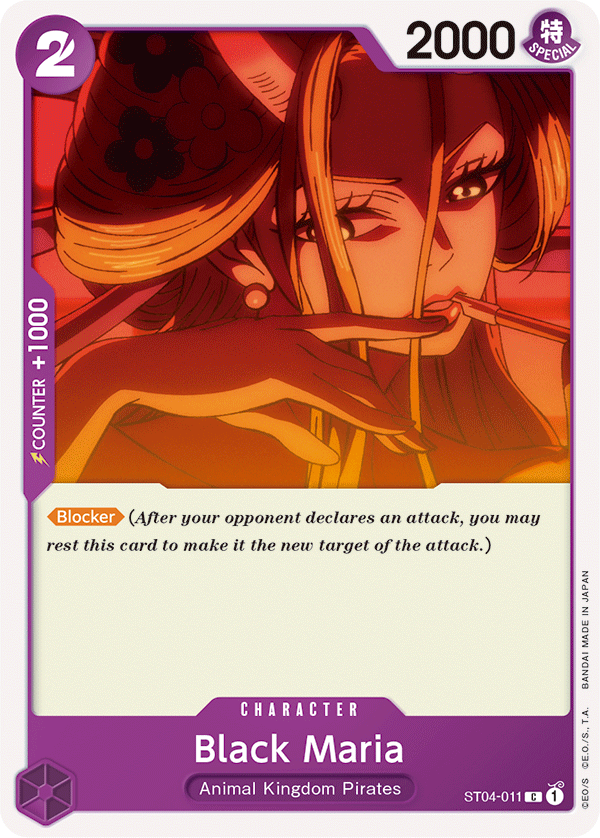 2
2000
特
SPECIAL
COUNTER +1000
Blocker (After your opponent declares an attack, you may
rest this card to make it the new target of the attack.)
CHARACTER
Black Maria
Animal Kingdom Pirates
ST04-011 C 1
©E.O/S ©E.O./S., T.A. BANDAI MADE IN JAPAN